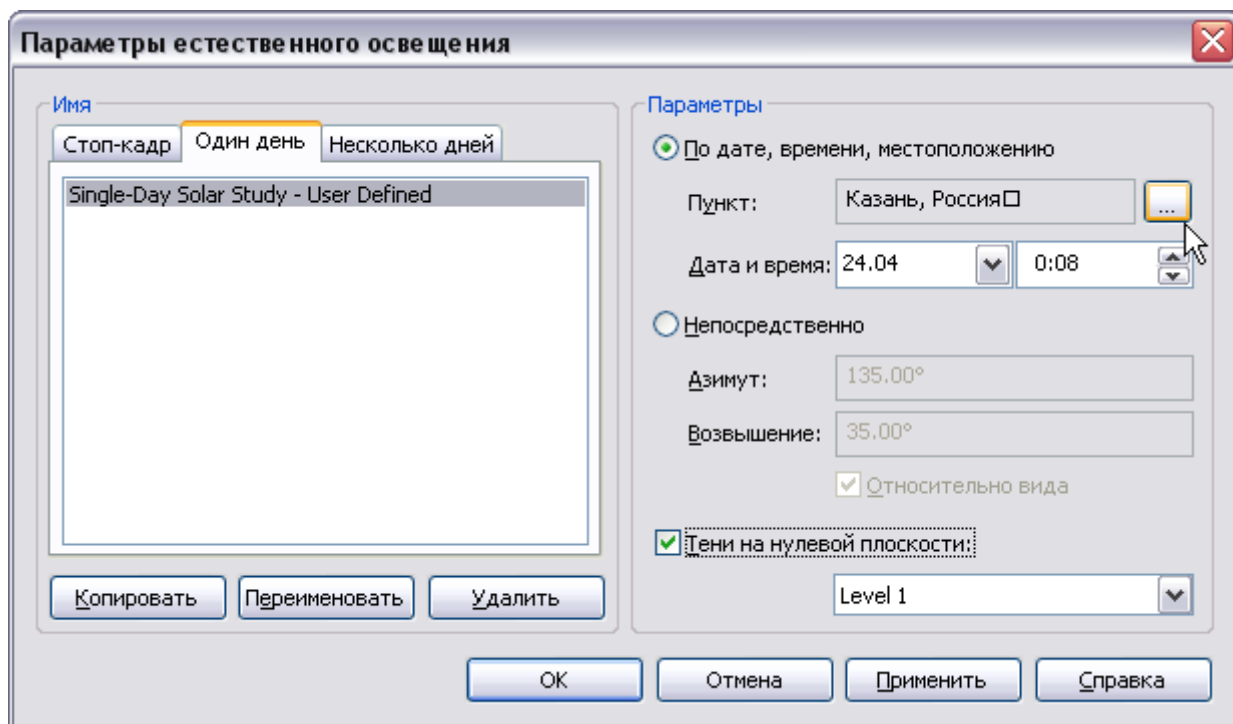 Параметры естественного освещения
Имя
Стоп-кадр
Один день
Несколько дней
Single-Day Solar Study - User Defined
Копировать
Переименовать
Удалить
Параметры
По дате, времени, местоположению
Пункт:
Казань, Россия□
...
Дата и время:
24.04
0:08
Непосредственно
Азимут:
135.00°
Возвышение:
35.00°
Относительно вида
Тени на нулевой плоскости:
Level 1
OK
Отмена
Применить
Справка